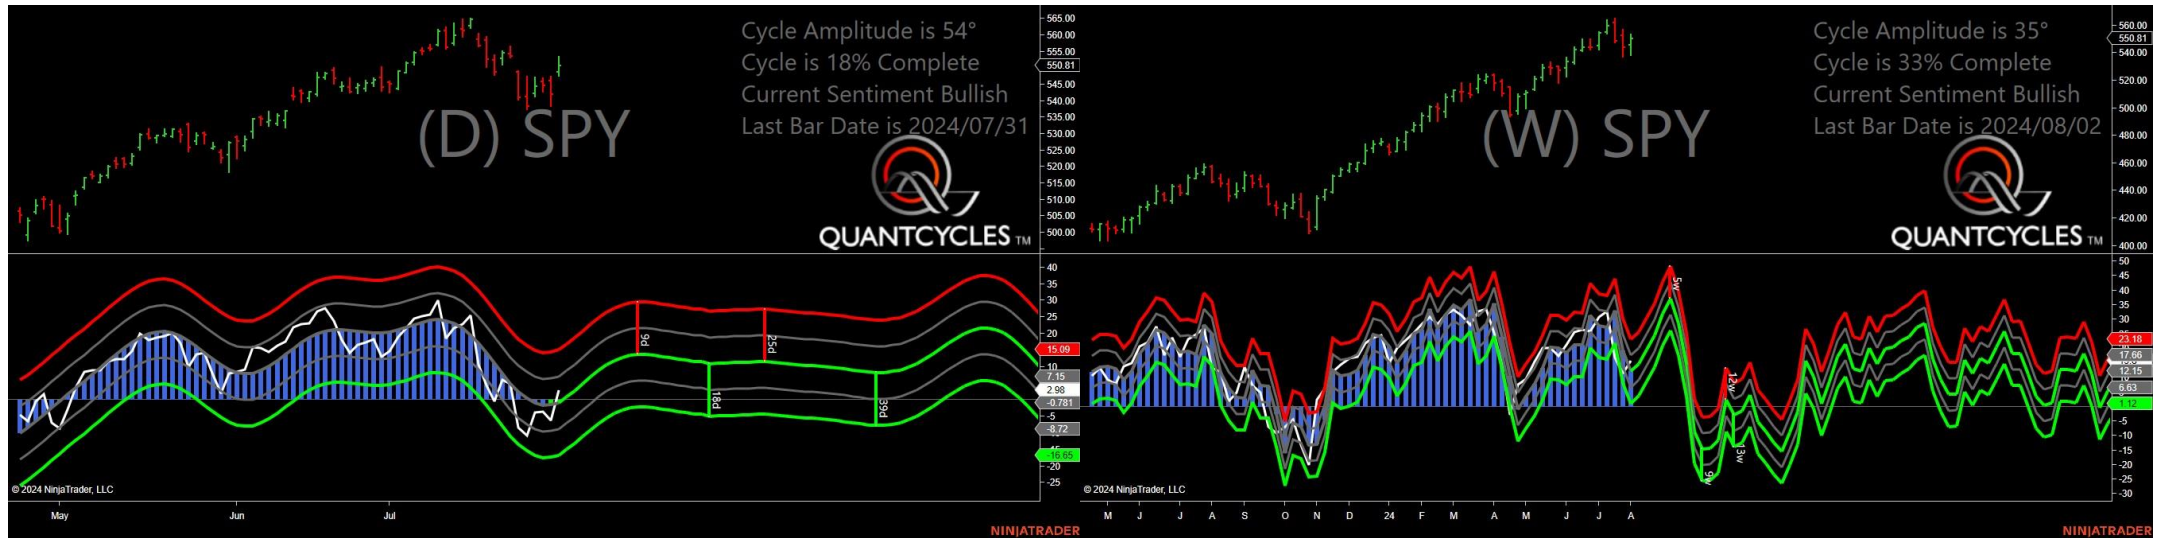 Cycle Amplitude is 54°
Cycle is 18% Complete
Current Sentiment Bullish
Last Bar Date is 2024/07/31
(D) SPY
QUANTCYCLES TM
565.00
560.00
555.00
550.81
545.00
540.00
535.00
530.00
525.00
520.00
515.00
510.00
505.00
500.00
40
35
30
25
20
15.09
10
7.15
2.98
-0.781
-5
-8.72
-16.65
-20
-25
9d
25d
18d
39d
© 2024 NinjaTrader, LLC
May Jun Jul
NINJATRADER
Cycle Amplitude is 35°
Cycle is 33% Complete
Current Sentiment Bullish
Last Bar Date is 2024/08/02
(W) SPY
QUANTCYCLES TM
560.00
550.81
540.00
520.00
500.00
480.00
460.00
440.00
420.00
400.00
50
45
40
35
30
23.18
17.66
12.15
6.63
1.12
-5
-10
-15
-20
-25
-30
5w
12w
13w
9w
© 2024 NinjaTrader, LLC
M J J A S O N D 24 F M A M J J A
NINJATRADER